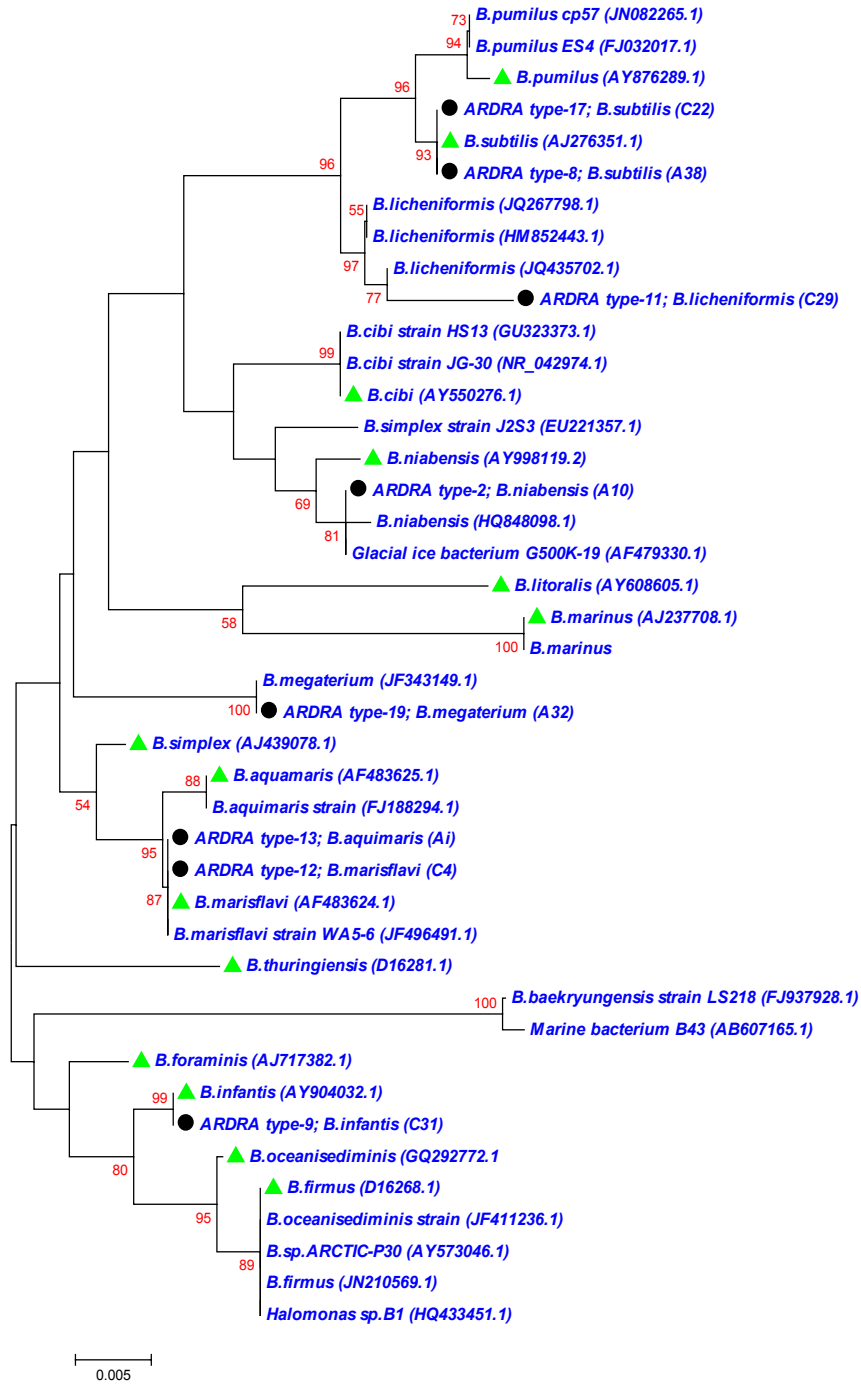 73
B.pumilus cp57 (JN082265.1)
94
B.pumilus ES4 (FJ032017.1)
B.pumilus (AY876289.1)
96
ARDRA type-17; B.subtilis (C22)
B.subtilis (AJ276351.1)
93
ARDRA type-8; B.subtilis (A38)
96
55
B.licheniformis (JQ267798.1)
B.licheniformis (HM852443.1)
97
B.licheniformis (JQ435702.1)
77
ARDRA type-11; B.licheniformis (C29)
B.cibi strain HS13 (GU323373.1)
99
B.cibi strain JG-30 (NR_042974.1)
B.cibi (AY550276.1)
B.simplex strain J2S3 (EU221357.1)
B.niabensis (AY998119.2)
69
ARDRA type-2; B.niabensis (A10)
B.niabensis (HQ848098.1)
81
Glacial ice bacterium G500K-19 (AF479330.1)
B.litoralis (AY608605.1)
58
B.marinus (AJ237708.1)
100
B.marinus
B.megaterium (JF343149.1)
100
ARDRA type-19; B.megaterium (A32)
B.simplex (AJ439078.1)
54
88
B.aquamaris (AF483625.1)
B.aquimaris strain (FJ188294.1)
95
ARDRA type-13; B.aquimaris (Ai)
ARDRA type-12; B.marisflavi (C4)
87
B.marisflavi (AF483624.1)
B.marisflavi strain WA5-6 (JF496491.1)
B.thuringiensis (D16281.1)
100
B.baekryungensis strain LS218 (FJ937928.1)
Marine bacterium B43 (AB607165.1)
B.foraminis (AJ717382.1)
99
B.infantis (AY904032.1)
ARDRA type-9; B.infantis (C31)
80
B.oceanisediminis (GQ292772.1
95
B.firmus (D16268.1)
B.oceanisediminis strain (JF411236.1)
89
B.sp.ARCTIC-P30 (AY573046.1)
B.firmus (JN210569.1)
Halomonas sp.B1 (HQ433451.1)
0.005